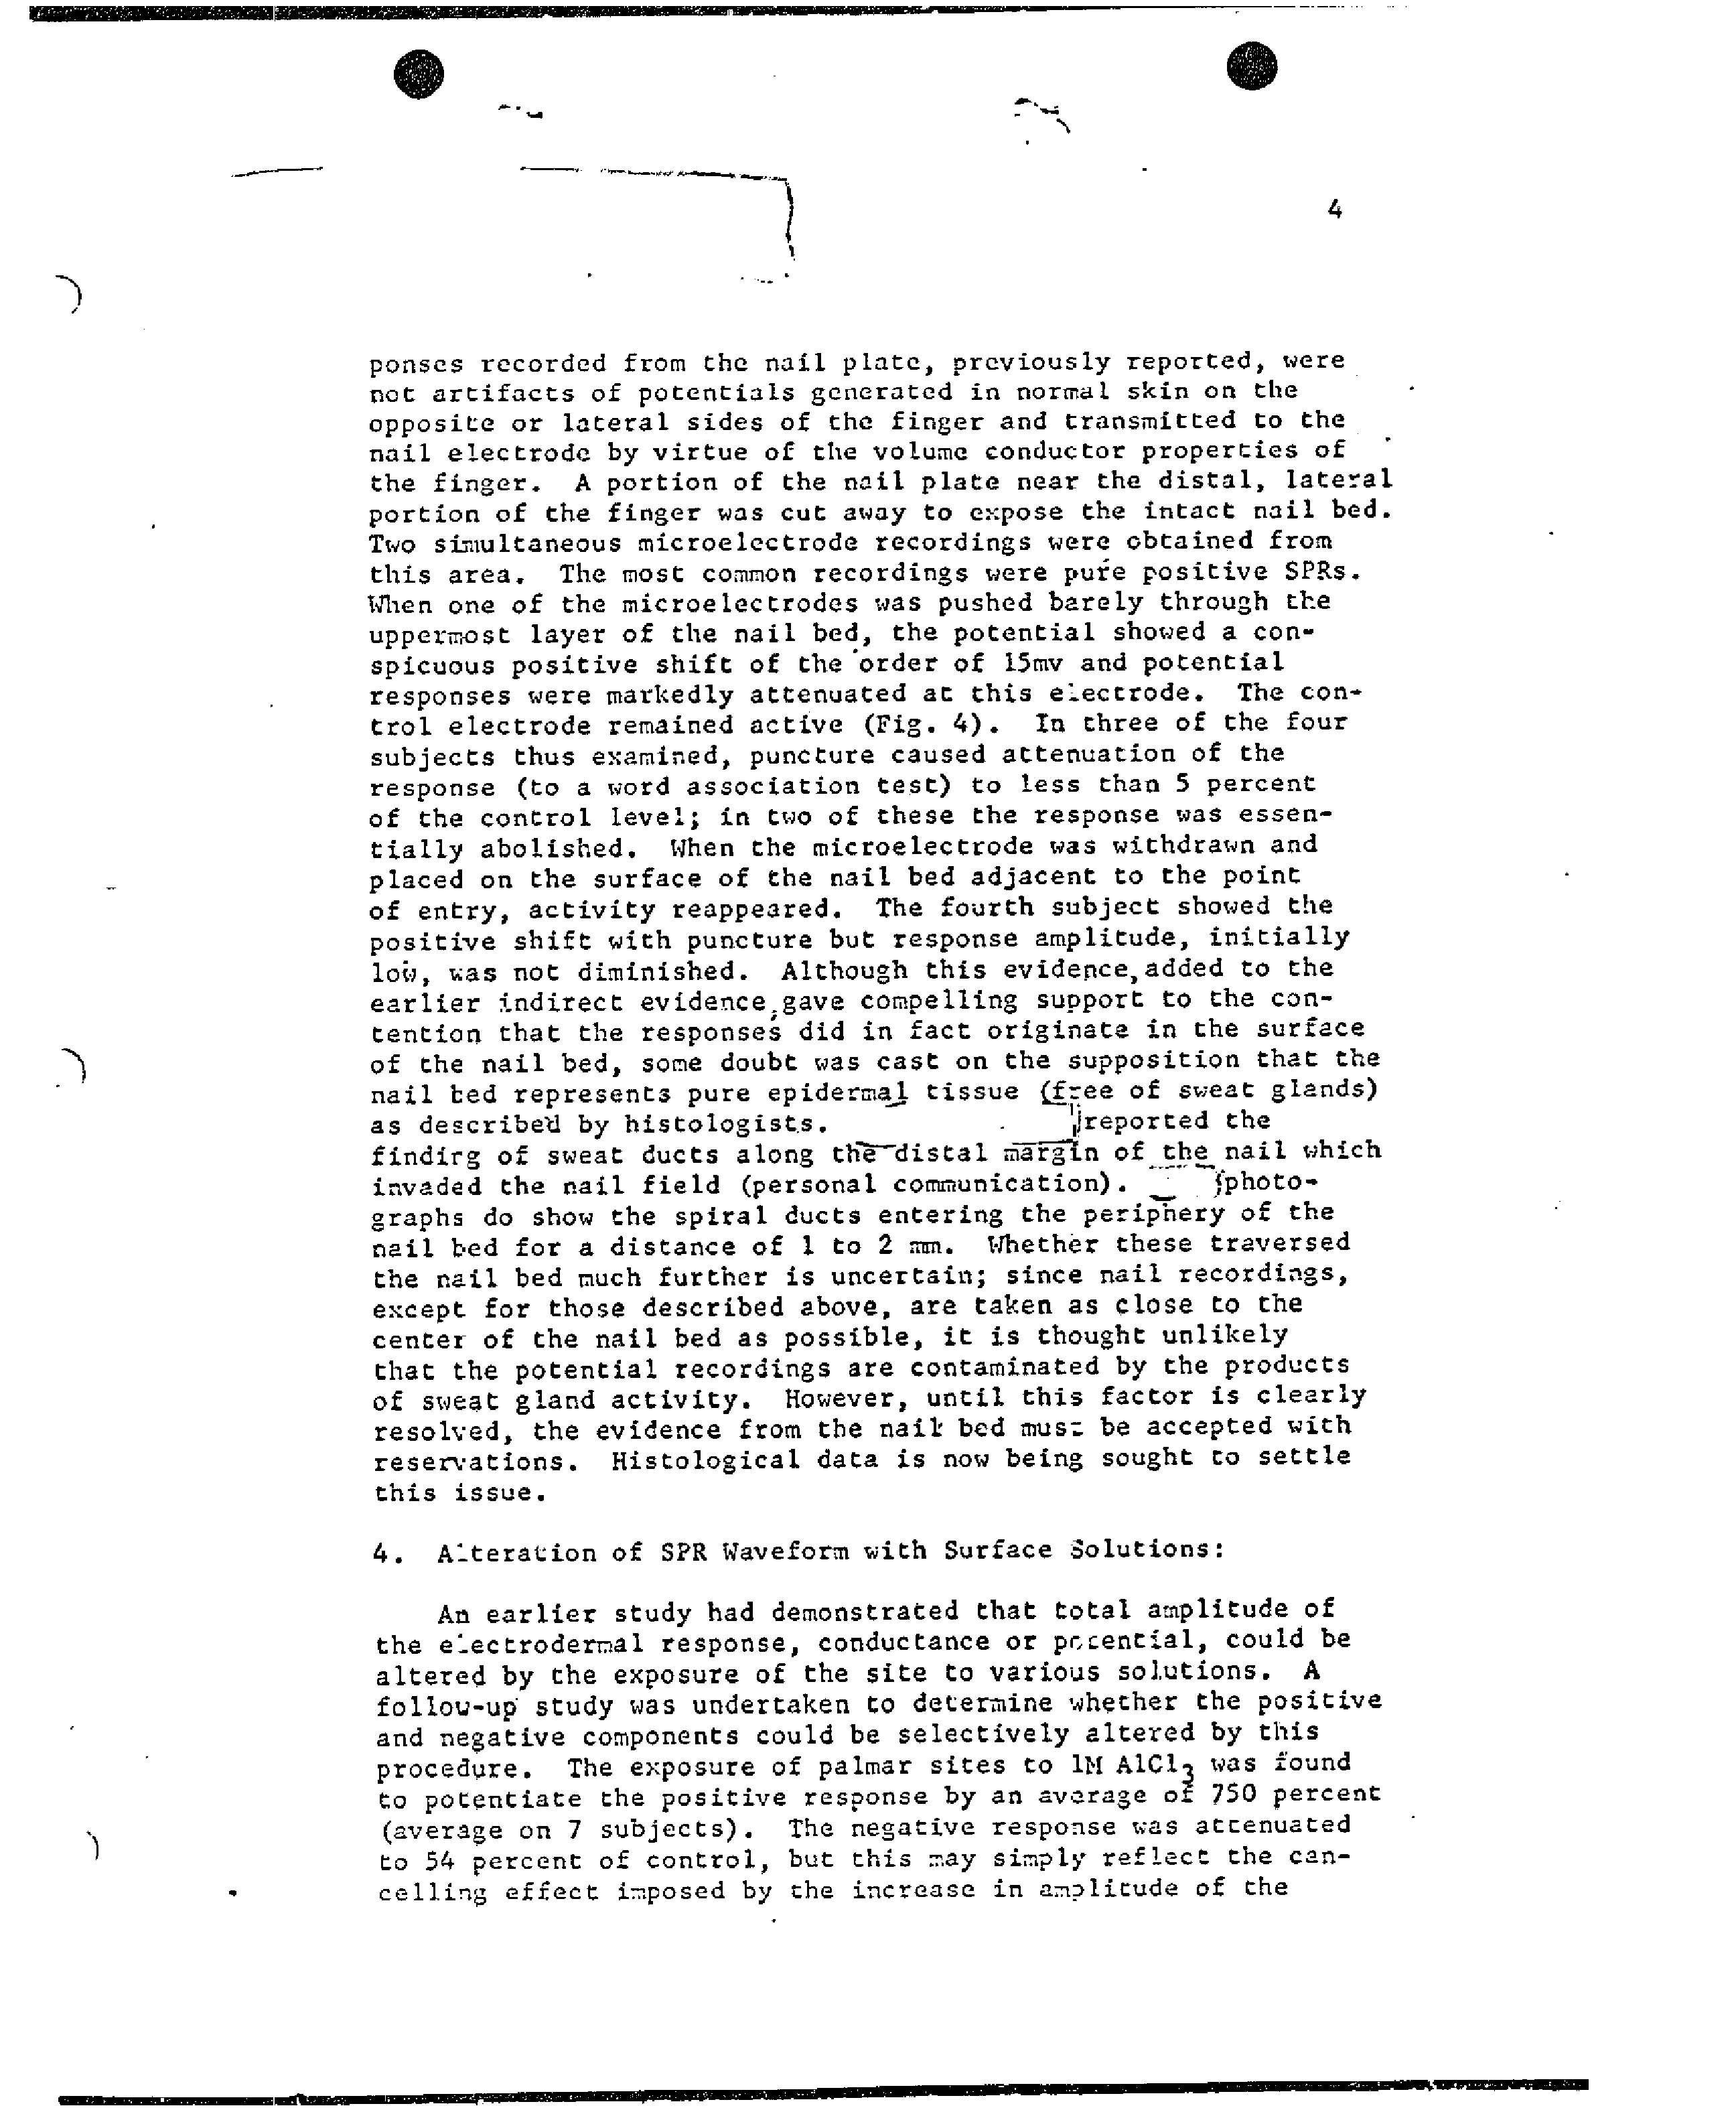 4
ponses recorded from the nail plate, previously reported, were
not artifacts of potentials generated in normal skin on the
opposite or lateral sides of the finger and transmitted to the
nail electrode by virtue of the volume conductor properties of
the finger. A portion of the nail plate near the distal, lateral
portion of the finger was cut away to expose the intact nail bed.
Two simultaneous microelectrode recordings were obtained from
this area. The most common recordings were pure positive SPRs.
When one of the microelectrodes was pushed barely through the
uppermost layer of the nail bed, the potential showed a con-
spicuous positive shift of the order of 15mv and potential
responses were markedly attenuated at this electrode. The con-
trol electrode remained active (Fig. 4). In three of the four
subjects thus examined, puncture caused attenuation of the
response (to a word association test) to less than 5 percent
of the control level; in two of these the response was essen-
tially abolished. When the microelectrode was withdrawn and
placed on the surface of the nail bed adjacent to the point
of entry, activity reappeared. The fourth subject showed the
positive shift with puncture but response amplitude, initially
low, was not diminished. Although this evidence, added to the
earlier indirect evidence, gave compelling support to the con-
tention that the responses did in fact originate in the surface
of the nail bed, some doubt was cast on the supposition that the
nail bed represents pure epidermal tissue (free of sweat glands)
as described by histologists. reported the
finding of sweat ducts along the distal margin of the nail which
invaded the nail field (personal communication). photo-
graphs do show the spiral ducts entering the periphery of the
nail bed for a distance of 1 to 2 mm. Whether these traversed
the nail bed much further is uncertain; since nail recordings,
except for those described above, are taken as close to the
center of the nail bed as possible, it is thought unlikely
that the potential recordings are contaminated by the products
of sweat gland activity. However, until this factor is clearly
resolved, the evidence from the nail bed must be accepted with
reservations. Histological data is now being sought to settle
this issue.
4. Alteration of SPR Waveform with Surface Solutions:
An earlier study had demonstrated that total amplitude of
the electrodermal response, conductance or potential, could be
altered by the exposure of the site to various solutions. A
follow-up study was undertaken to determine whether the positive
and negative components could be selectively altered by this
procedure. The exposure of palmar sites to 1M AlCl3 was found
to potentiate the positive response by an average of 750 percent
(average on 7 subjects). The negative response was attenuated
to 54 percent of control, but this may simply reflect the can-
celling effect imposed by the increase in amplitude of the